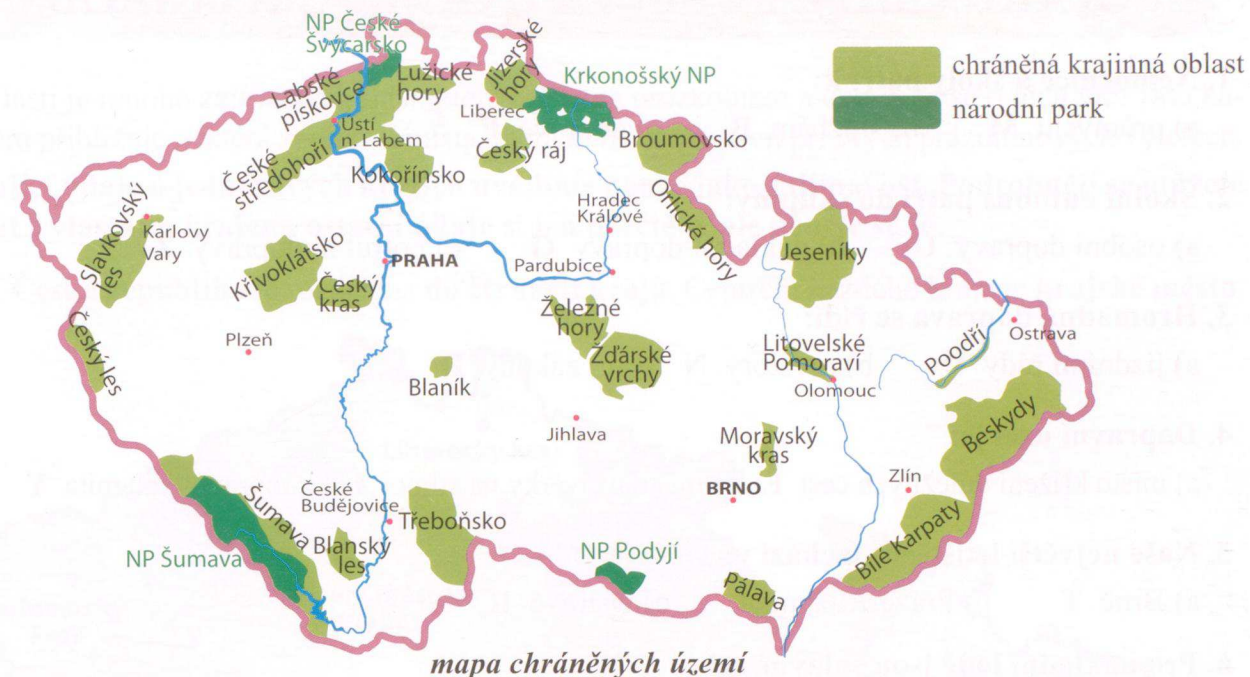 NP České
Švýcarsko
Labské
pískovce
Lužické
hory
Jizerské
hory
Liberec
Krkonošský NP
chráněná krajinná oblast
národní park
České
středohoří
Ústí
n. Labem
Kokořínsko
Český ráj
Broumovsko
Slavkovský
les
Karlovy
Vary
Křivoklátsko
Český
kras
PRAHA
Hradec
Králové
Pardubice
Orlické hory
Jeseníky
Český les
Plzeň
Blaník
Železné
hory
Žďárské
vrchy
Jihlava
Litovelské
Pomoraví
Olomouc
Poodří
Ostrava
Beskydy
Moravský
kras
BRNO
Zlín
Bílé Karpaty
Šumava
NP Šumava
České
Budějovice
Blanský
les
Třeboňsko
NP Podyjí
Pálava
mapa chráněných území